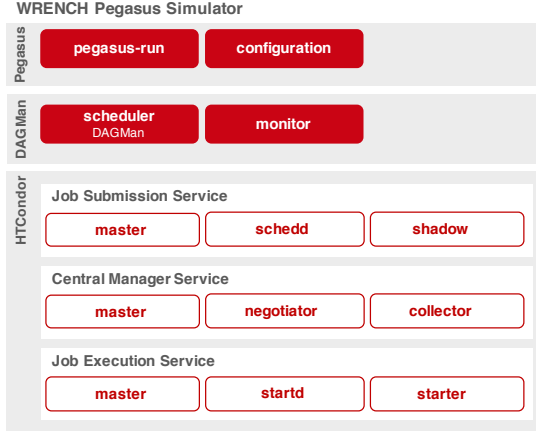 WRENCH Pegasus Simulator
Pegasus
pegasus-run
configuration
DAGMan
scheduler
DAGMan
monitor
HTCondor
Job Submission Service
master
schedd
shadow
Central Manager Service
master
negotiator
collector
Job Execution Service
master
startd
starter